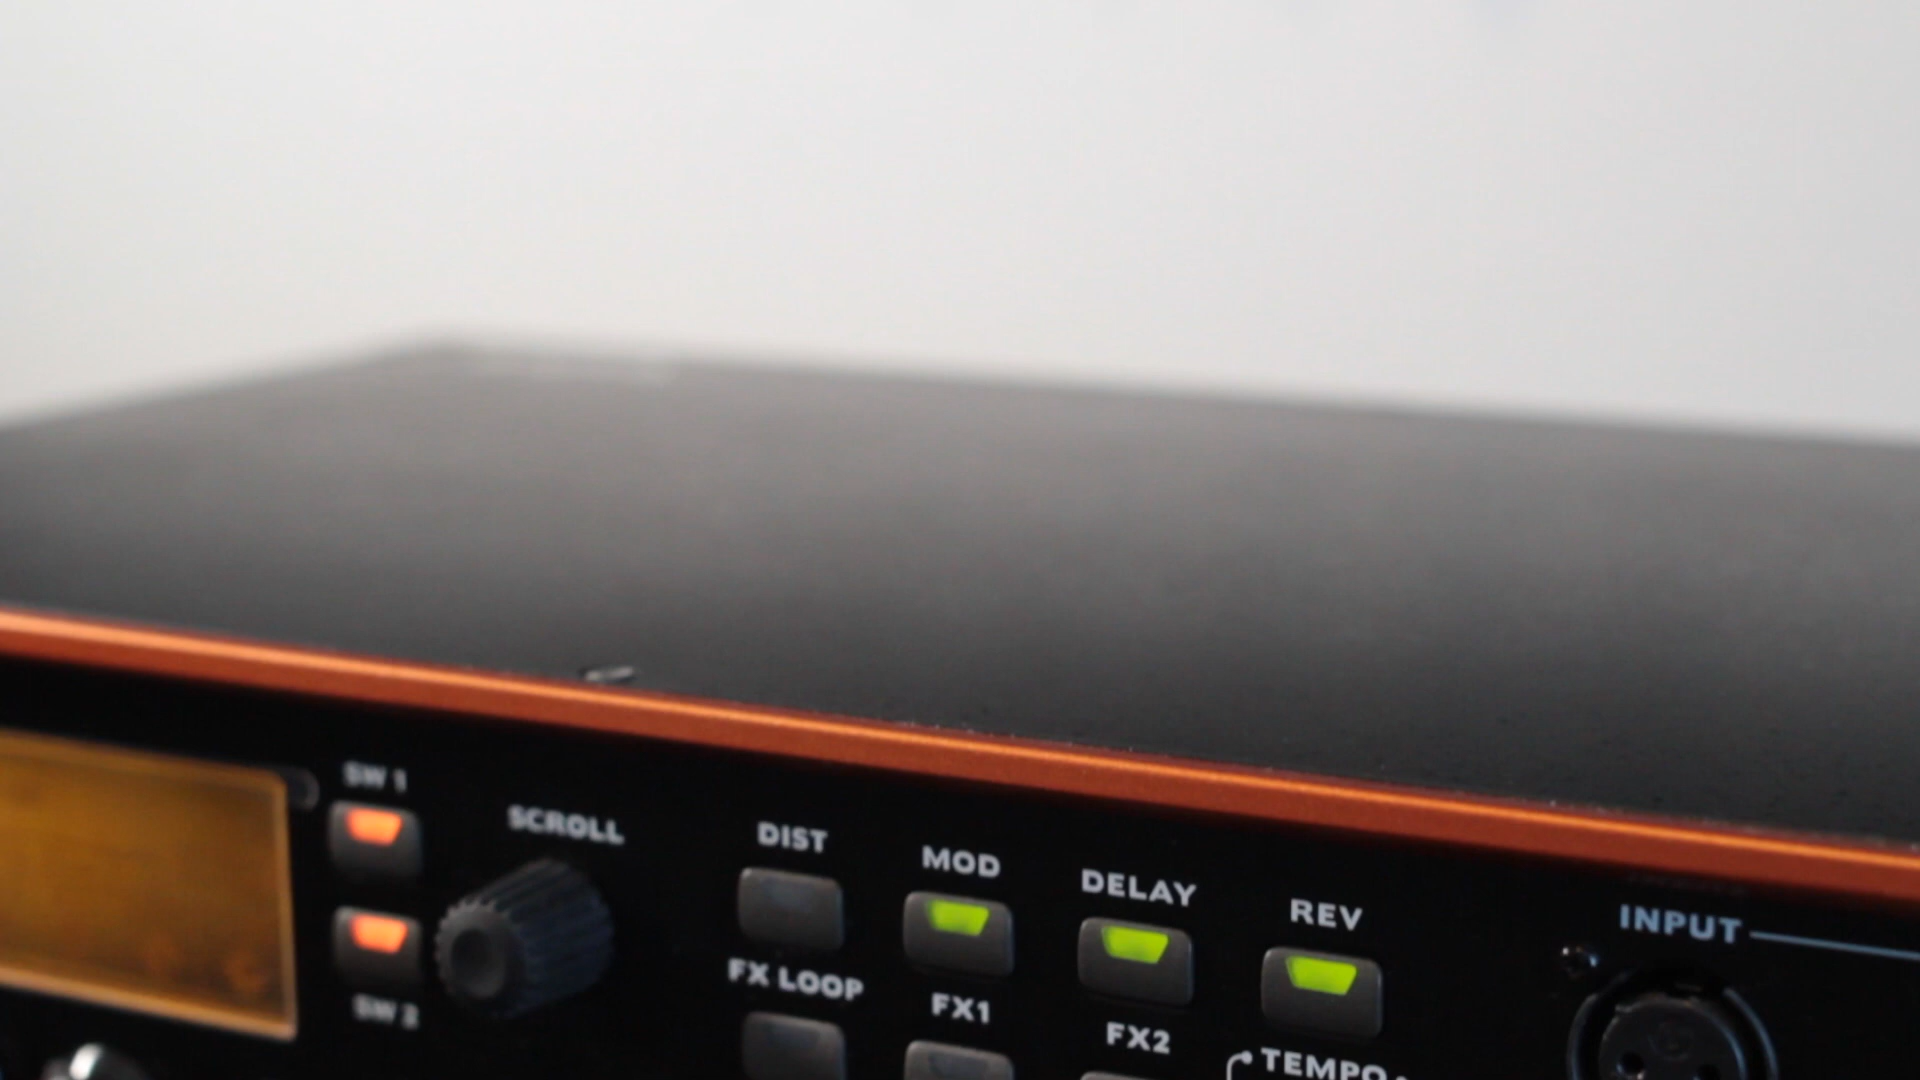 SW 1
SCROLL
DIST
MOD
DELAY
REV
INPUT
SW 2
FX LOOP
FX1
FX2
TEMPO